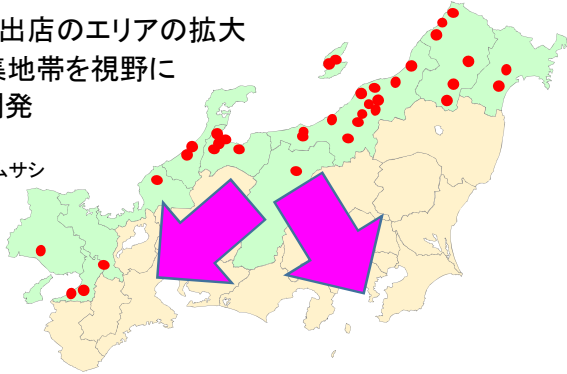 出店のエリアの拡大
集地帯を視野に
発
ムサシ